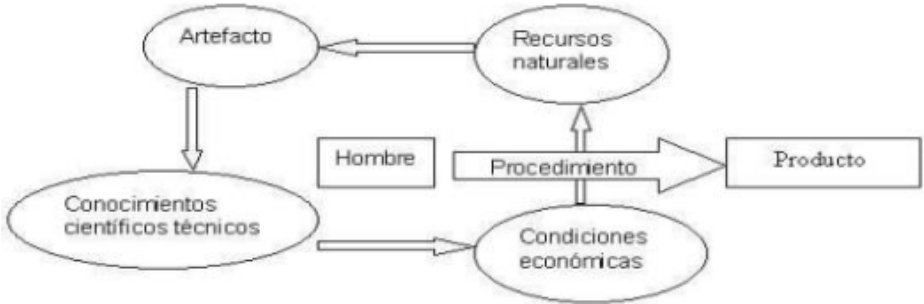 Artefacto
Recursos
naturales
Hombre
Procedimiento
Producto
Conocimientos
científicos técnicos
Condiciones
económicas